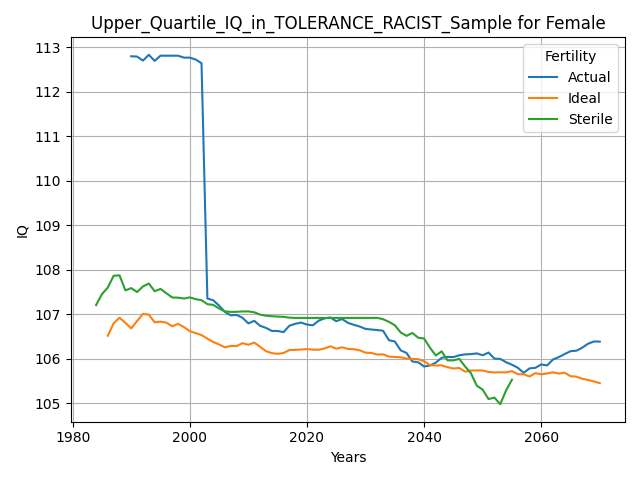 Upper_Quartile_IQ_in_TOLERANCE_RACIST_Sample for Female
113
112
111
110
109
108
107
106
105
IQ
Fertility
Actual
Ideal
Sterile
1980 2000 2020 2040 2060
Years